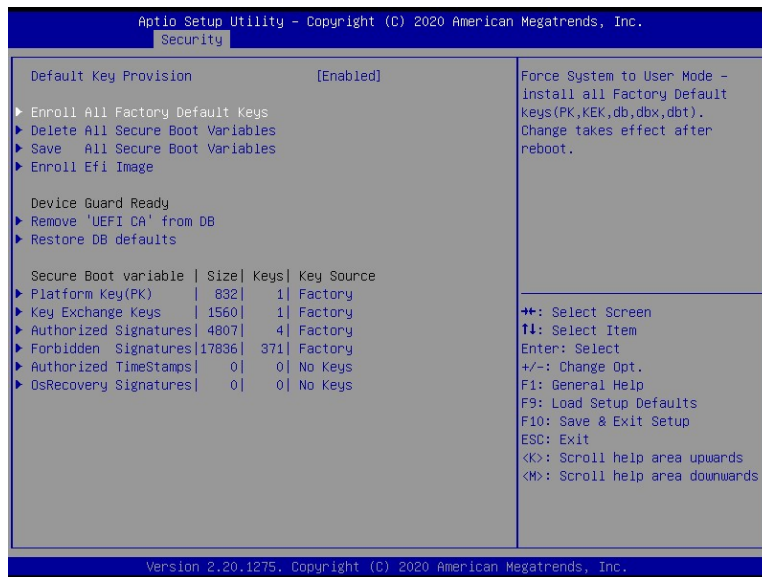 Aptio Setup Utility – Copyright (C) 2020 American Megatrends, Inc.
Security
Default Key Provision [Enabled]
▶ Enroll All Factory Default Keys
▶ Delete All Secure Boot Variables
▶ Save All Secure Boot Variables
▶ Enroll Efi Image
Device Guard Ready
▶ Remove 'UEFI CA' from DB
▶ Restore DB defaults
Secure Boot variable | Size| Keys| Key Source
▶ Platform Key(PK) | 832| 1| Factory
▶ Key Exchange Keys | 1560| 1| Factory
▶ Authorized Signatures| 4807| 4| Factory
▶ Forbidden Signatures|17836| 371| Factory
▶ Authorized TimeStamps| 0| 0| No Keys
▶ OsRecovery Signatures| 0| 0| No Keys
Force System to User Mode –
install all Factory Default
keys(PK,KEK,db,dbx,dbt).
Change takes effect after
reboot.
→←: Select Screen
↑↓: Select Item
Enter: Select
+/-: Change Opt.
F1: General Help
F9: Load Setup Defaults
F10: Save & Exit Setup
ESC: Exit
<K>: Scroll help area upwards
<M>: Scroll help area downwards
Version 2.20.1275. Copyright (C) 2020 American Megatrends, Inc.